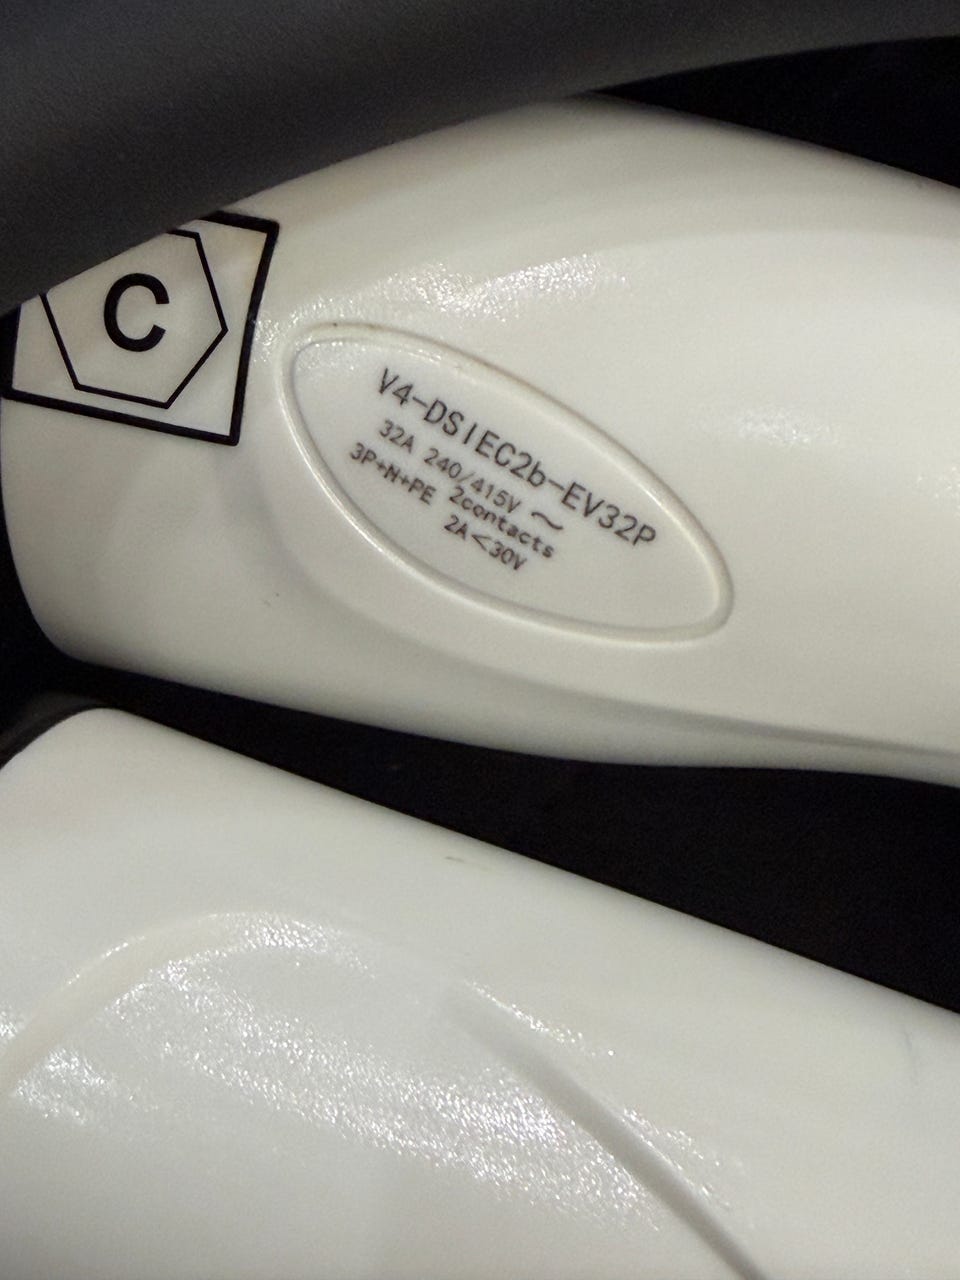 C
V4-DSIEC2b-EV32P
32A 240/415V ~
3P+N+PE 2contacts
2A<30V